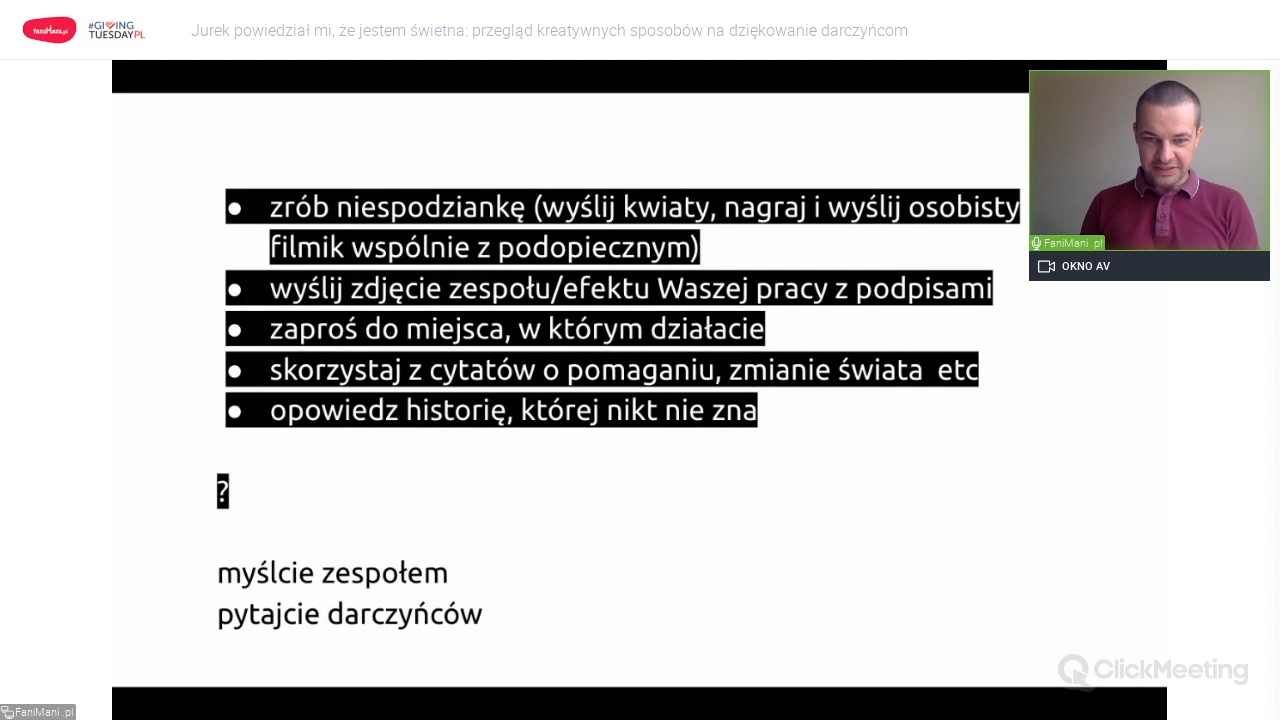 faniMani.pl
#GIVING
TUESDAYPL
Jurek powiedział mi, że jestem świetna: przegląd kreatywnych sposobów na dziękowanie darczyńcom
● zrób niespodziankę (wyślij kwiaty, nagraj i wyślij osobisty
filmik wspólnie z podopiecznym)
● wyślij zdjęcie zespołu/efektu Waszej pracy z podpisami
● zaproś do miejsca, w którym działacie
● skorzystaj z cytatów o pomaganiu, zmianie świata  etc
● opowiedz historię, której nikt nie zna
?
myślcie zespołem
pytajcie darczyńców
FaniMani .pl
OKNO AV
ClickMeeting
FaniMani .pl